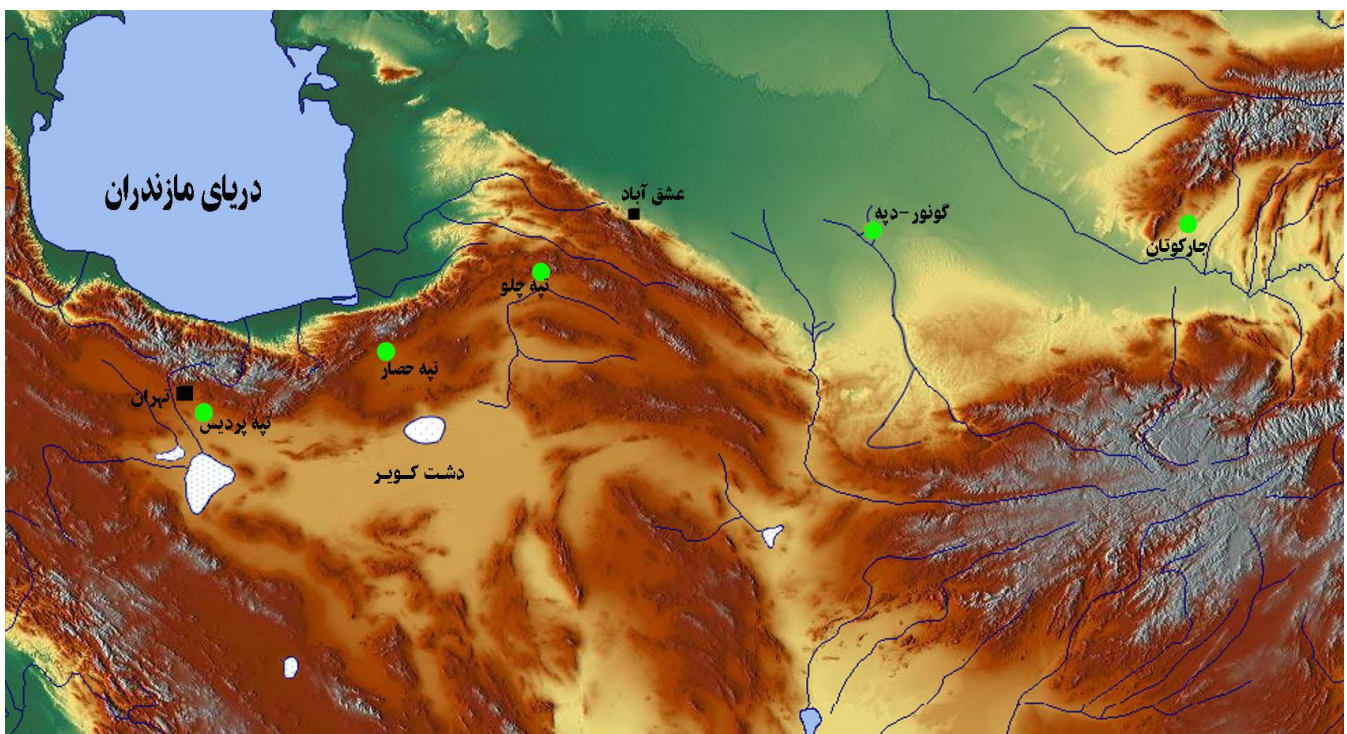 دریای مازندران
عشق آباد
گونور-دپه
جارکوتان
تپه چلو
تپه حصار
تهران
تپه پردیس
دشت کویر